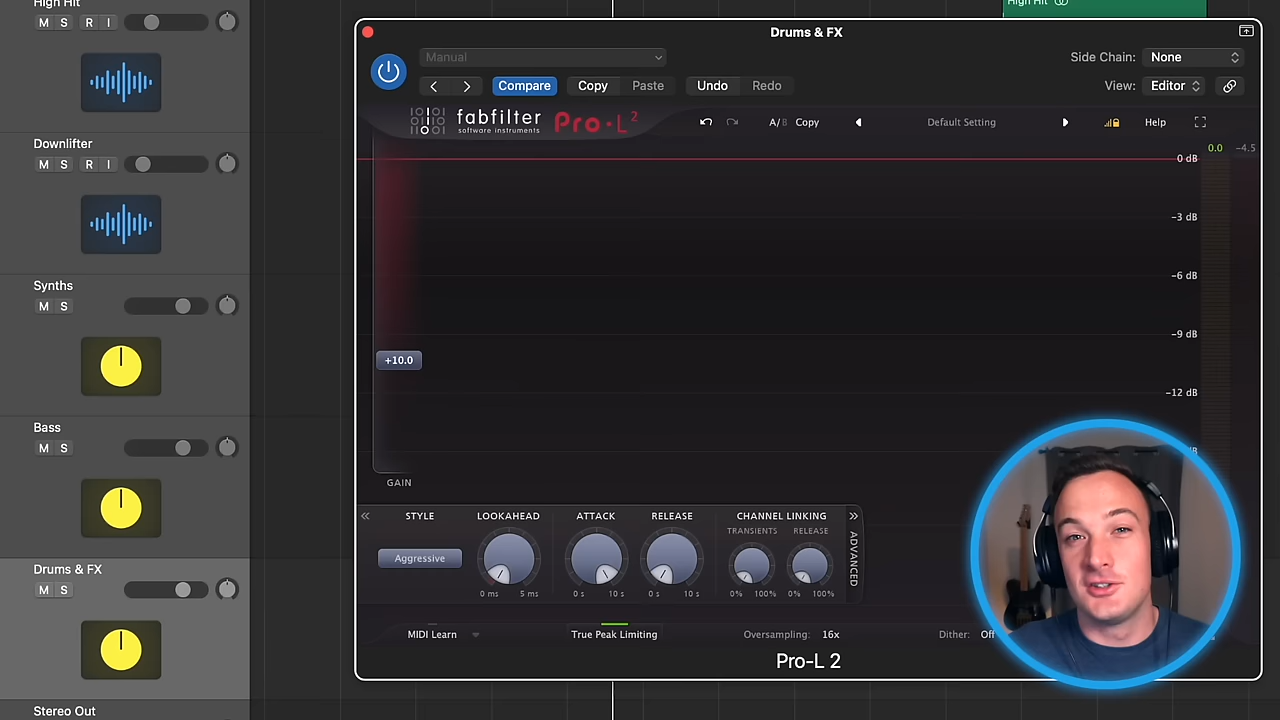 High Hit
M S R I
Downlifter
M S R I
Synths
M S
Bass
M S
Drums & FX
M S
Stereo Out
High Hit
Drums & FX
Manual
Side Chain: None
Compare Copy Paste Undo Redo
View: Editor
fabfilter
software instruments
Pro·L²
A/B Copy
Default Setting
Help
0.0 -4.5
0 dB
-3 dB
-6 dB
-9 dB
-12 dB
+10.0
GAIN
STYLE LOOKAHEAD ATTACK RELEASE CHANNEL LINKING
TRANSIENTS RELEASE
Aggressive
0 ms 5 ms 0 s 10 s 0 s 10 s 0% 100% 0% 100%
ADVANCED
MIDI Learn True Peak Limiting Oversampling: 16x Dither: Off
Pro-L 2